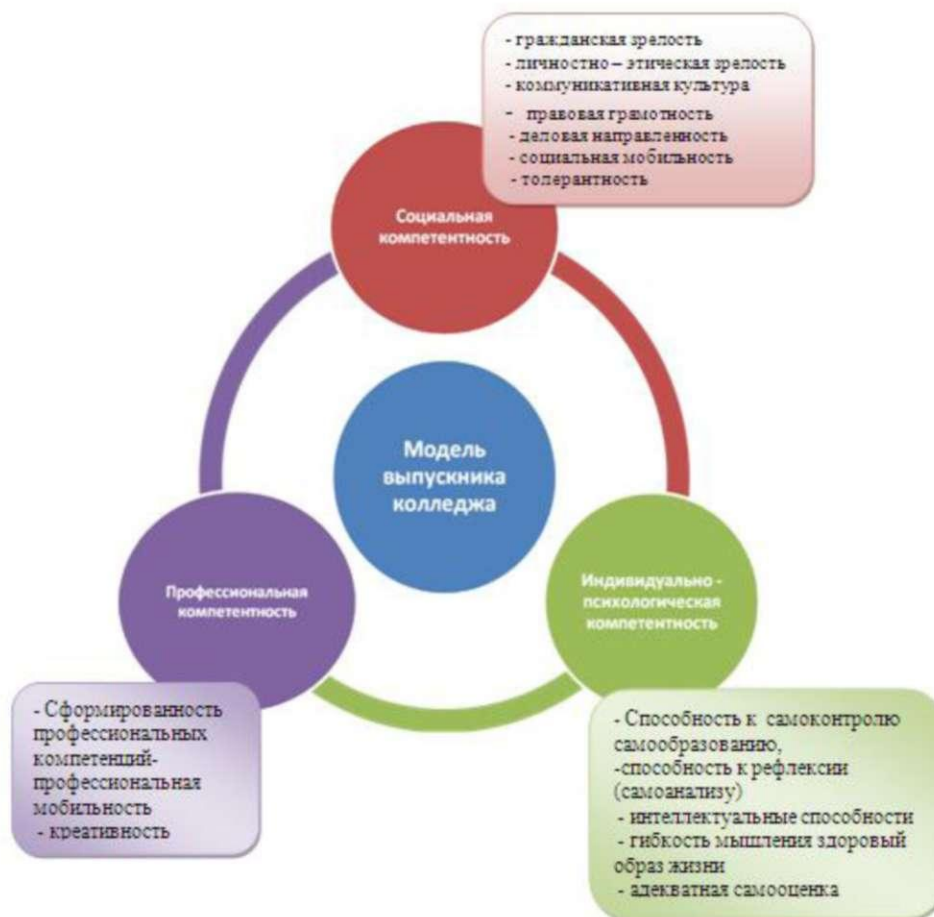 - гражданская зрелость
- личностно – этическая зрелость
- коммуникативная культура
- правовая грамотность
- деловая направленность
- социальная мобильность
- толерантность
Социальная
компетентность
Модель
выпускника
колледжа
Профессиональная
компетентность
Индивидуально -
психологическая
компетентность
- Сформированность
профессиональных
компетенций-
профессиональная
мобильность
- креативность
- Способность к самоконтролю
самообразованию,
-способность к рефлексии
(самоанализу)
- интеллектуальные способности
- гибкость мышления здоровый
образ жизни
- адекватная самооценка